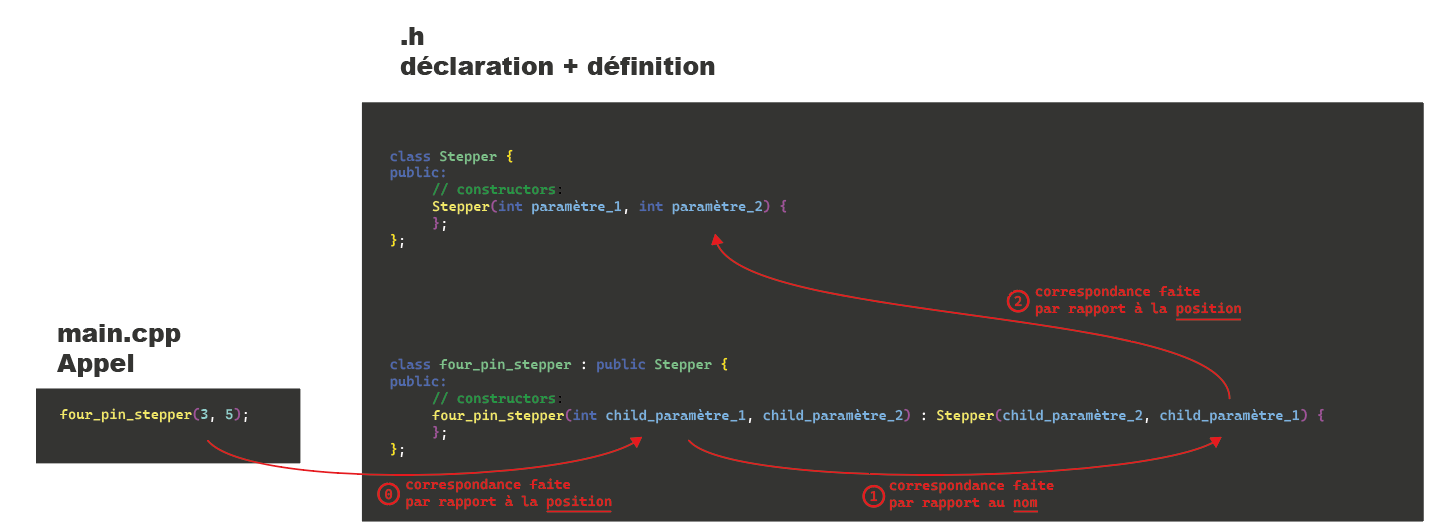 .h
déclaration + définition
class Stepper {
public:
// constructors:
Stepper(int paramètre_1, int paramètre_2) {
};
};
2 correspondance faite
par rapport à la position
main.cpp
Appel
four_pin_stepper(3, 5);
class four_pin_stepper : public Stepper {
public:
// constructors:
four_pin_stepper(int child_paramètre_1, child_paramètre_2) : Stepper(child_paramètre_2, child_paramètre_1) {
};
};
0 correspondance faite
par rapport à la position
1 correspondance faite
par rapport au nom